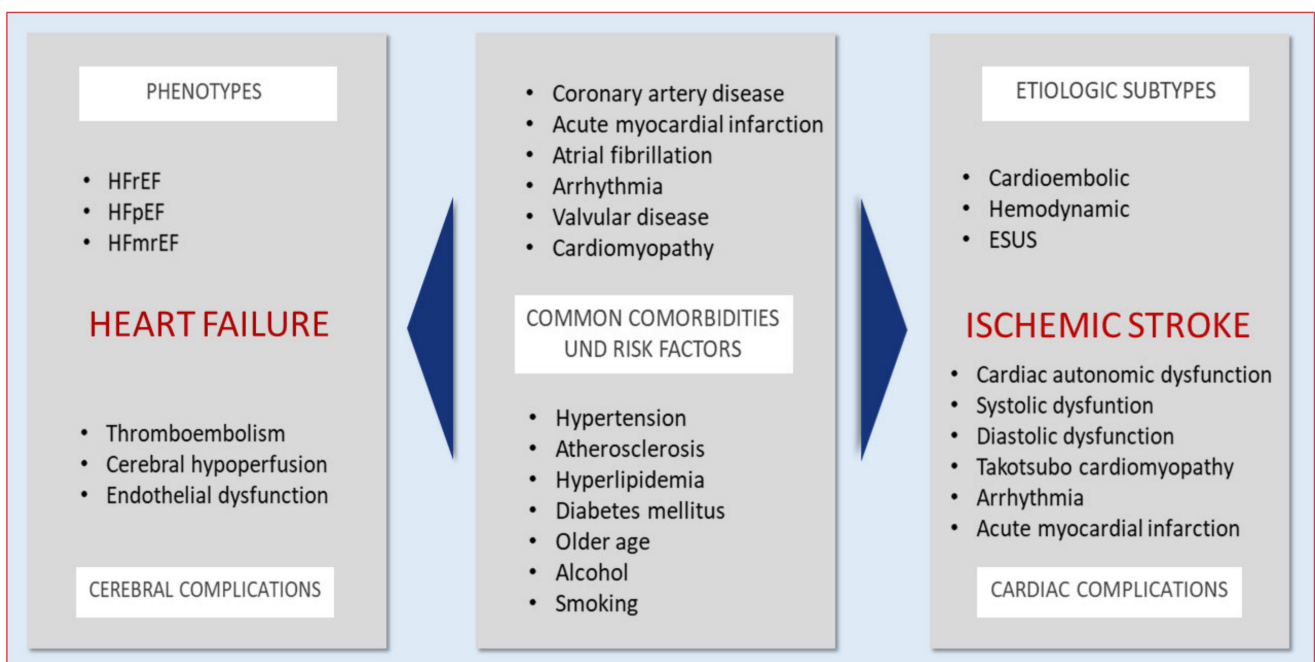 PHENOTYPES
• HFrEF
• HFpEF
• HFmrEF
HEART FAILURE
• Thromboembolism
• Cerebral hypoperfusion
• Endothelial dysfunction
CEREBRAL COMPLICATIONS
• Coronary artery disease
• Acute myocardial infarction
• Atrial fibrillation
• Arrhythmia
• Valvular disease
• Cardiomyopathy
COMMON COMORBIDITIES
UND RISK FACTORS
• Hypertension
• Atherosclerosis
• Hyperlipidemia
• Diabetes mellitus
• Older age
• Alcohol
• Smoking
ETIOLOGIC SUBTYPES
• Cardioembolic
• Hemodynamic
• ESUS
ISCHEMIC STROKE
• Cardiac autonomic dysfunction
• Systolic dysfuntion
• Diastolic dysfunction
• Takotsubo cardiomyopathy
• Arrhythmia
• Acute myocardial infarction
CARDIAC COMPLICATIONS